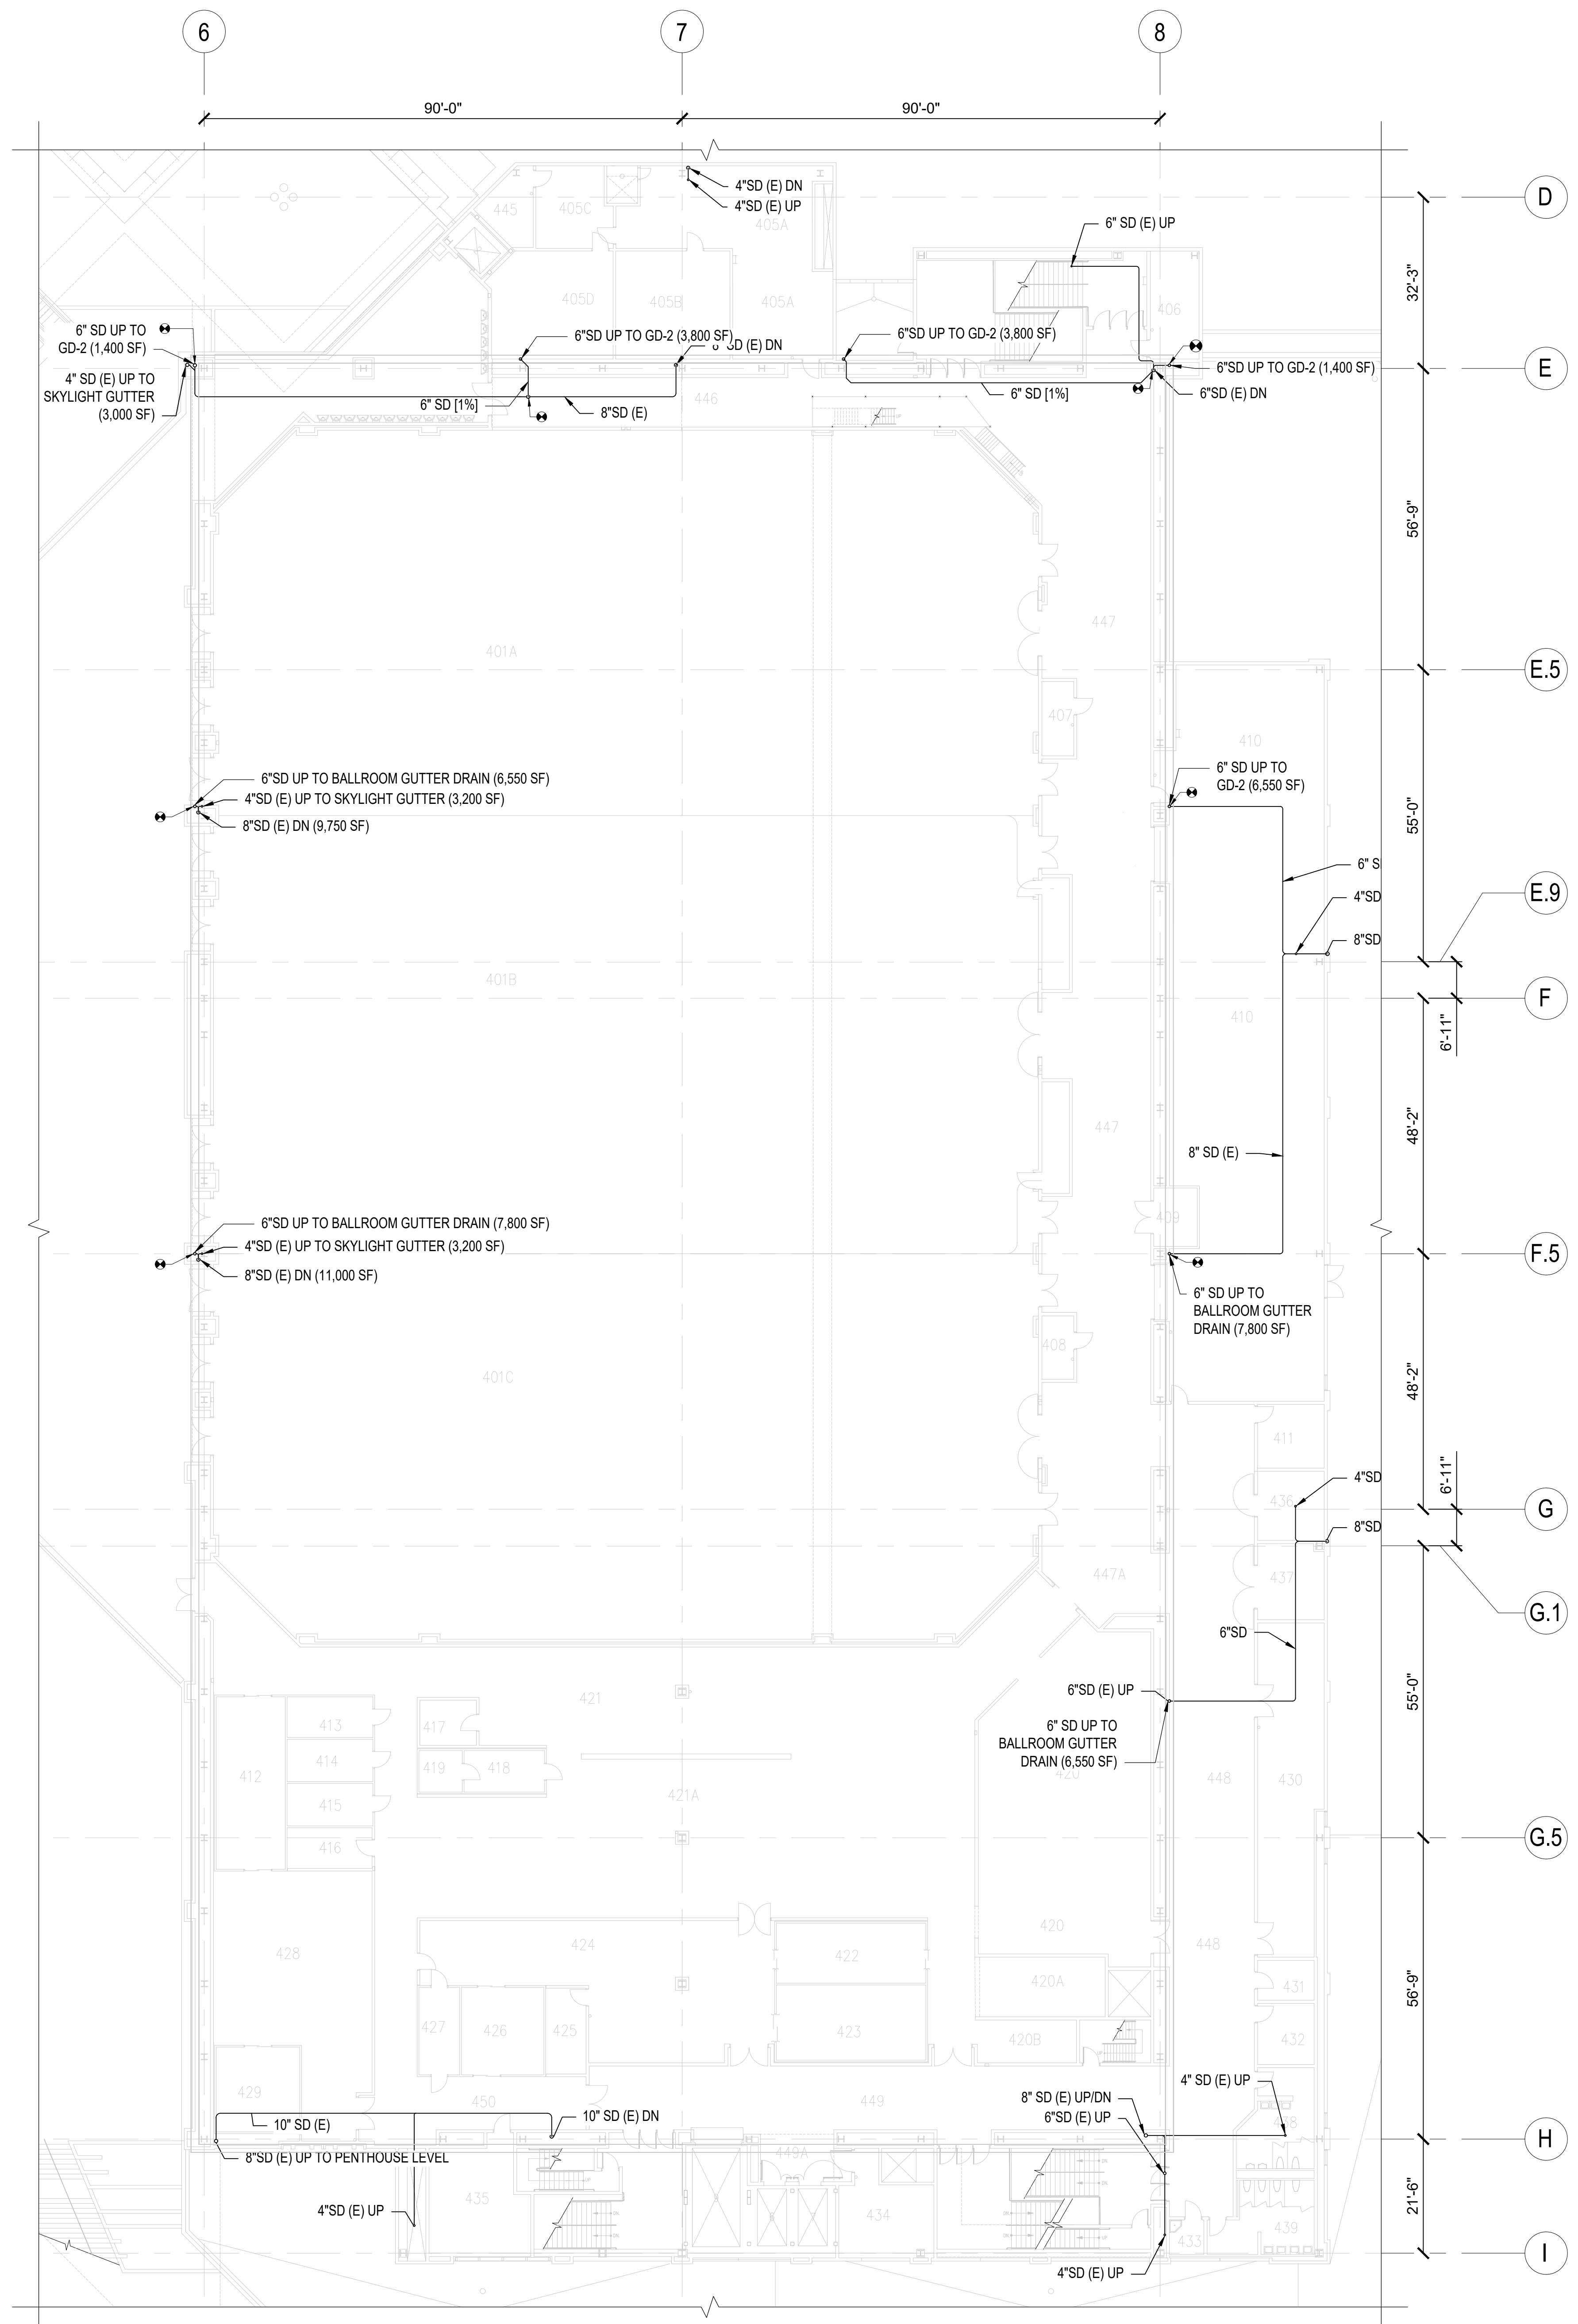 6
7
8
90'-0"
90'-0"
D
4"SD (E) DN
4"SD (E) UP
445
405C
405A
6" SD (E) UP
32'-3"
405D
405B
405A
406
6" SD UP TO
GD-2 (1,400 SF)
4" SD (E) UP TO
SKYLIGHT GUTTER
(3,000 SF)
6"SD UP TO GD-2 (3,800 SF)
SD (E) DN
6"SD UP TO GD-2 (3,800 SF)
6"SD UP TO GD-2 (1,400 SF)
E
6"SD (E) DN
6" SD [1%]
446
8"SD (E)
6" SD [1%]
UP
56'-9"
447
401A
E.5
407
410
6"SD UP TO BALLROOM GUTTER DRAIN (6,550 SF)
4"SD (E) UP TO SKYLIGHT GUTTER (3,200 SF)
8"SD (E) DN (9,750 SF)
6" SD UP TO
GD-2 (6,550 SF)
55'-0"
6" S
4"SD
8"SD
E.9
401B
410
F
6'-11"
447
48'-2"
8" SD (E)
409
6"SD UP TO BALLROOM GUTTER DRAIN (7,800 SF)
4"SD (E) UP TO SKYLIGHT GUTTER (3,200 SF)
8"SD (E) DN (11,000 SF)
F.5
6" SD UP TO
BALLROOM GUTTER
DRAIN (7,800 SF)
408
401C
48'-2"
411
4"SD
6'-11"
436
G
8"SD
447A
437
G.1
6"SD
6"SD (E) UP
55'-0"
6" SD UP TO
BALLROOM GUTTER
DRAIN (6,550 SF)
421
413
417
414
419
418
412
420
448
430
415
421A
416
G.5
428
424
422
420
448
420A
431
56'-9"
427
426
425
423
420B
432
429
450
449
8" SD (E) UP/DN
6"SD (E) UP
4" SD (E) UP
10" SD (E)
10" SD (E) DN
438
H
8"SD (E) UP TO PENTHOUSE LEVEL
449A
4"SD (E) UP
435
434
433
439
21'-6"
I
4"SD (E) UP